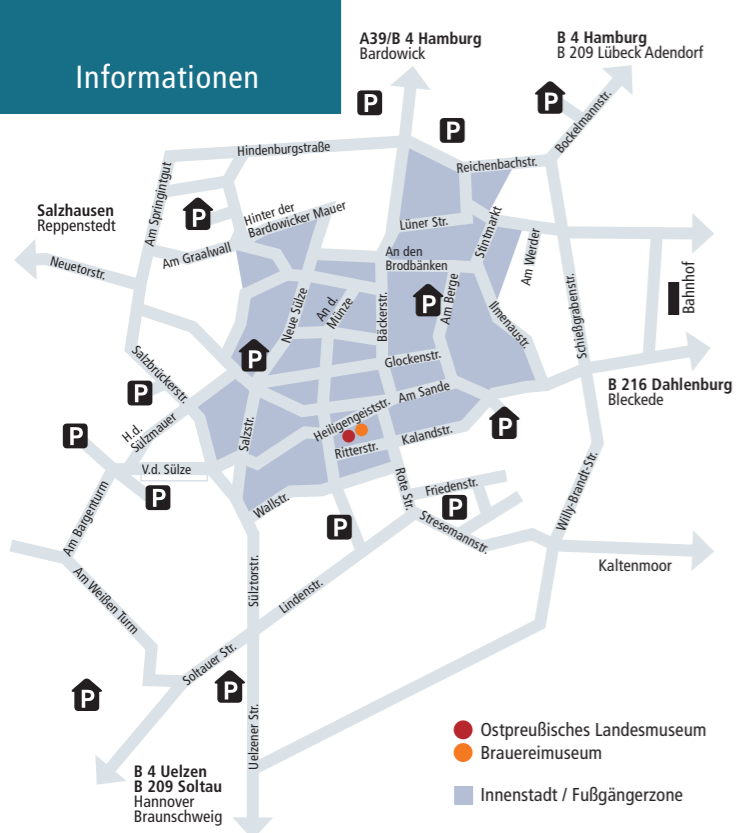 Informationen
A39/B 4 Hamburg
Bardowick
B 4 Hamburg
B 209 Lübeck Adendorf
P
P
P
Bockelmannstr.
Hindenburgstraße
Reichenbachstr.
Am Springintgut
Salzhausen
Reppenstedt
P
Hinter der
Bardowicker Mauer
Lüner Str.
Stintmarkt
Am Werder
Am Graalwall
An den
Brodbänken
Neuetorstr.
Neue Sülze
An d.
Münze
Bäckerstr.
P
Am Berge
Ilmenaustr.
Schießgrabenstr.
Bahnhof
P
Glockenstr.
Salzbrückerstr.
P
B 216 Dahlenburg
Bleckede
Am Sande
Heiligengeiststr.
H.d.
Sülzmauer
Salzstr.
Kalandstr.
P
P
Ritterstr.
V.d. Sülze
P
Wallstr.
Rote Str.
Friedenstr.
P
P
Stresemannstr.
Willy-Brandt-Str.
Am Bargenturm
Kaltenmoor
Am Weißen Turm
Sülztorstr.
Lindenstr.
Soltauer Str.
P
P
Uelzener Str.
Ostpreußisches Landesmuseum
Brauereimuseum
B 4 Uelzen
B 209 Soltau
Hannover
Braunschweig
Innenstadt / Fußgängerzone